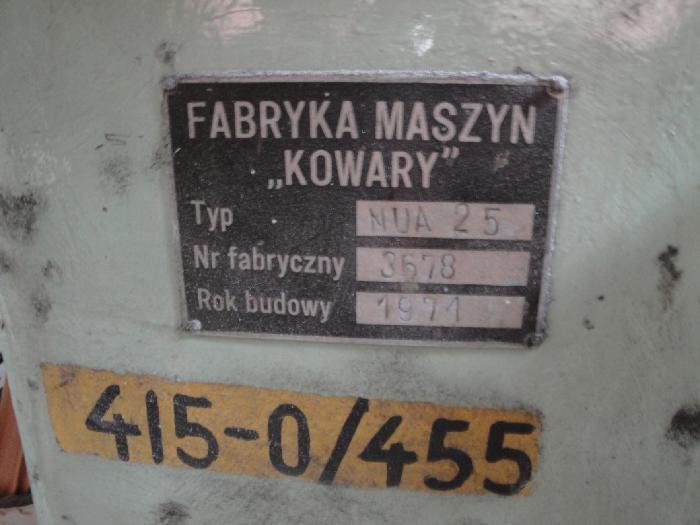 FABRYKA MASZYN
„KOWARY”
Typ NUA 25
Nr fabryczny 3678
Rok budowy 1971
415-0/455